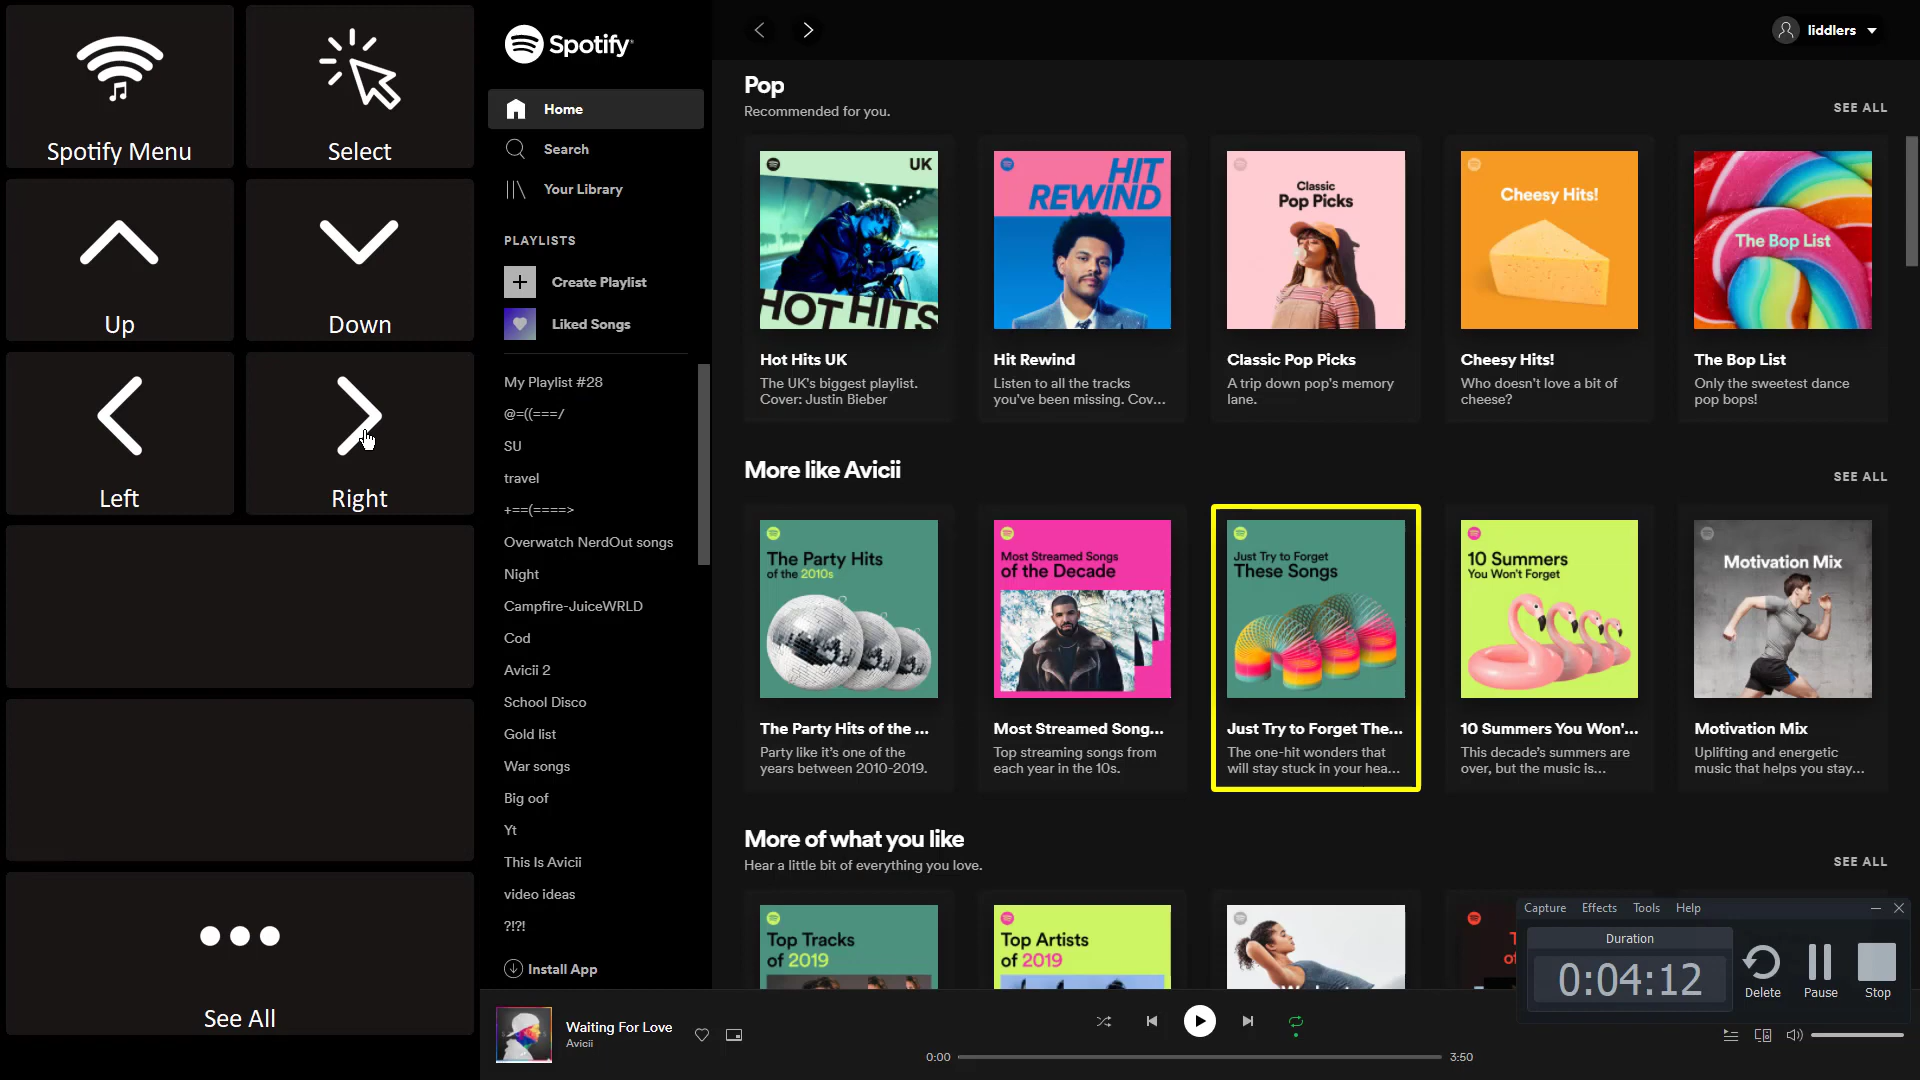 Spotify Menu
Select
Up
Down
Left
Right
See All
Spotify
Home
Search
Your Library
PLAYLISTS
Create Playlist
Liked Songs
My Playlist #28
@=((===/
SU
travel
+==(====>
Overwatch NerdOut songs
Night
Campfire-JuiceWRLD
Cod
Avicii 2
School Disco
Gold list
War songs
Big oof
Yt
This Is Avicii
video ideas
?!?!
Install App
liddlers
Pop
Recommended for you.
SEE ALL
UK
HOT HITS
HIT
REWIND
Classic
Pop Picks
Cheesy Hits!
The Bop List
Hot Hits UK
The UK's biggest playlist.
Cover: Justin Bieber
Hit Rewind
Listen to all the tracks
you've been missing. Cov...
Classic Pop Picks
A trip down pop's memory
lane.
Cheesy Hits!
Who doesn't love a bit of
cheese?
The Bop List
Only the sweetest dance
pop bops!
More like Avicii
SEE ALL
The Party Hits
of the 2010s
Most Streamed Songs
of the Decade
Just Try to Forget
These Songs
10 Summers
You Won't Forget
Motivation Mix
The Party Hits of the ...
Party like it's one of the
years between 2010-2019.
Most Streamed Song...
Top streaming songs from
each year in the 10s.
Just Try to Forget The...
The one-hit wonders that
will stay stuck in your hea...
10 Summers You Won'...
This decade's summers are
over, but the music is...
Motivation Mix
Uplifting and energetic
music that helps you stay...
More of what you like
Hear a little bit of everything you love.
SEE ALL
Top Tracks
of 2019
Top Artists
of 2019
Capture Effects Tools Help
Duration
0:04:12
Delete
Pause
Stop
Waiting For Love
Avicii
0:00
3:50